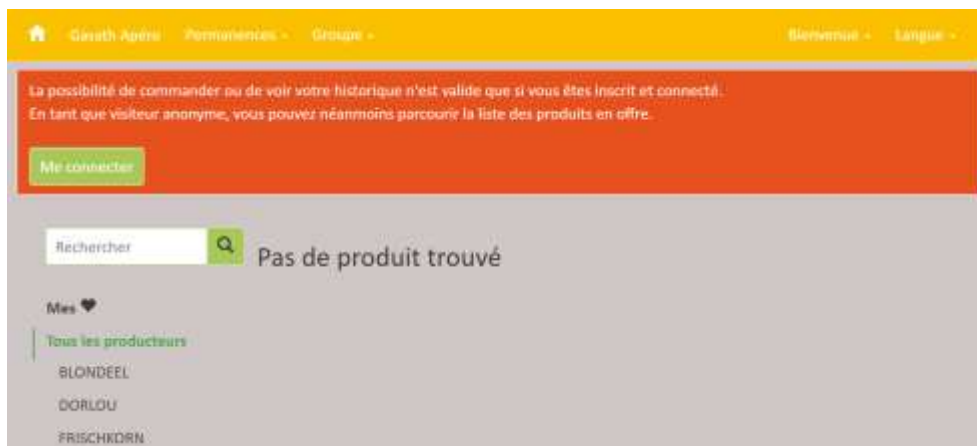 Gasath Apéro Permanences Groupe Bienvenue Langue
La possibilité de commander ou de voir votre historique n'est valide que si vous êtes inscrit et connecté.
En tant que visiteur anonyme, vous pouvez néanmoins parcourir la liste des produits en offre.
Me connecter
Rechercher
Pas de produit trouvé
Mes
Tous les producteurs
BLONDEEL
DORLOU
FRISCHKORN